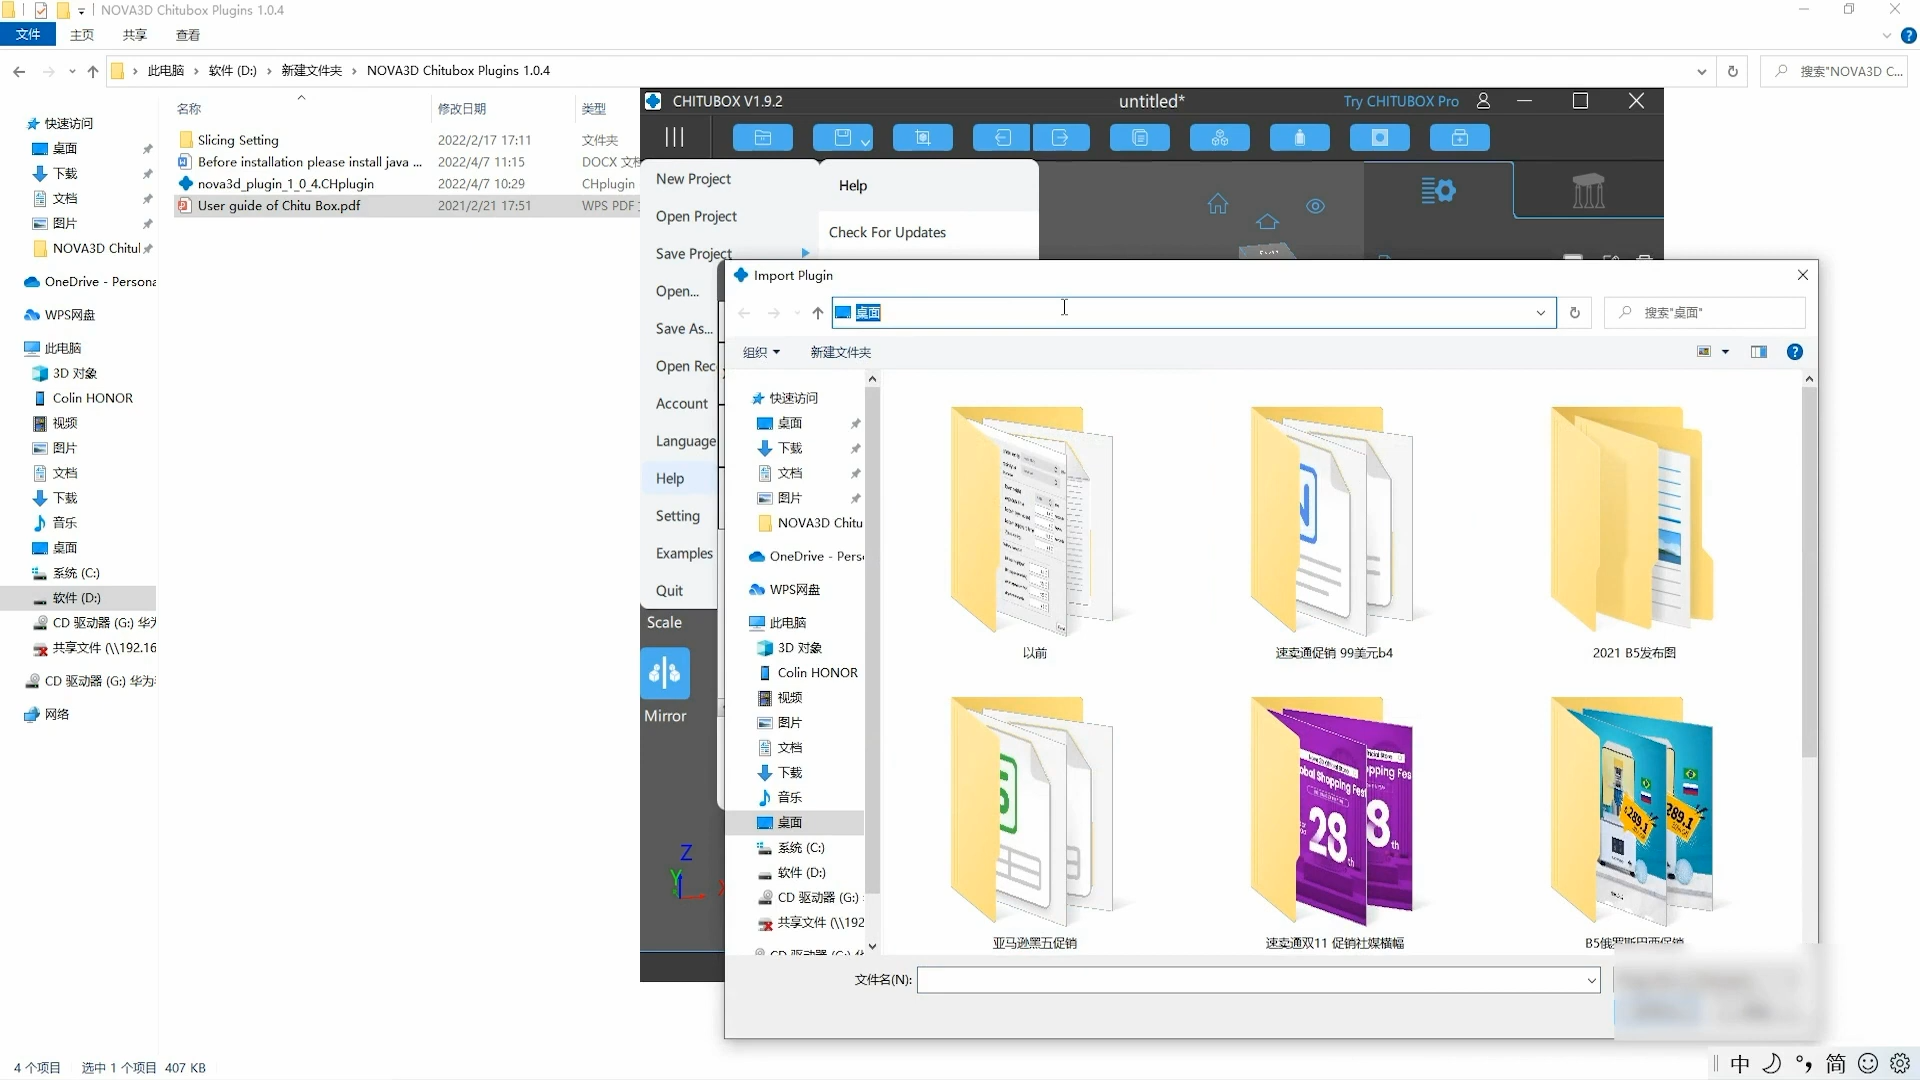 NOVA3D Chitubox Plugins 1.0.4
文件 主页 共享 查看
此电脑 › 软件 (D:) › 新建文件夹 › NOVA3D Chitubox Plugins 1.0.4
搜索"NOVA3D C...
名称 修改日期 类型
Slicing Setting 2022/2/17 17:11 文件夹
Before installation please install java ... 2022/4/7 11:15 DOCX 文档
nova3d_plugin_1_0_4.CHplugin 2022/4/7 10:29 CHplugin
User guide of Chitu Box.pdf 2021/2/21 17:51 WPS PDF
快速访问
桌面
下载
文档
图片
NOVA3D Chitul
OneDrive - Persona
WPS网盘
此电脑
3D 对象
Colin HONOR
视频
图片
文档
下载
音乐
桌面
系统 (C:)
软件 (D:)
CD 驱动器 (G:) 华为
共享文件 (\\192.16
CD 驱动器 (G:) 华为
网络
4 个项目 选中 1 个项目 407 KB
CHITUBOX V1.9.2 untitled* Try CHITUBOX Pro
New Project
Open Project
Save Project
Open...
Save As...
Open Rec
Account
Language
Help
Setting
Examples
Quit
Help
Check For Updates
Scale
Mirror
Z
Y
X
Import Plugin
桌面
搜索"桌面"
组织 新建文件夹
快速访问
桌面
下载
文档
图片
NOVA3D Chitu
OneDrive - Pers
WPS网盘
此电脑
3D 对象
Colin HONOR
视频
图片
文档
下载
音乐
桌面
系统 (C:)
软件 (D:)
CD 驱动器 (G:)
共享文件 (\\192
以前
速卖通促销 99美元b4
2021 B5发布图
亚马逊黑五促销
速卖通双11 促销社媒横幅
B5俄罗斯巴西促销
28
th
文件名(N):
中 简